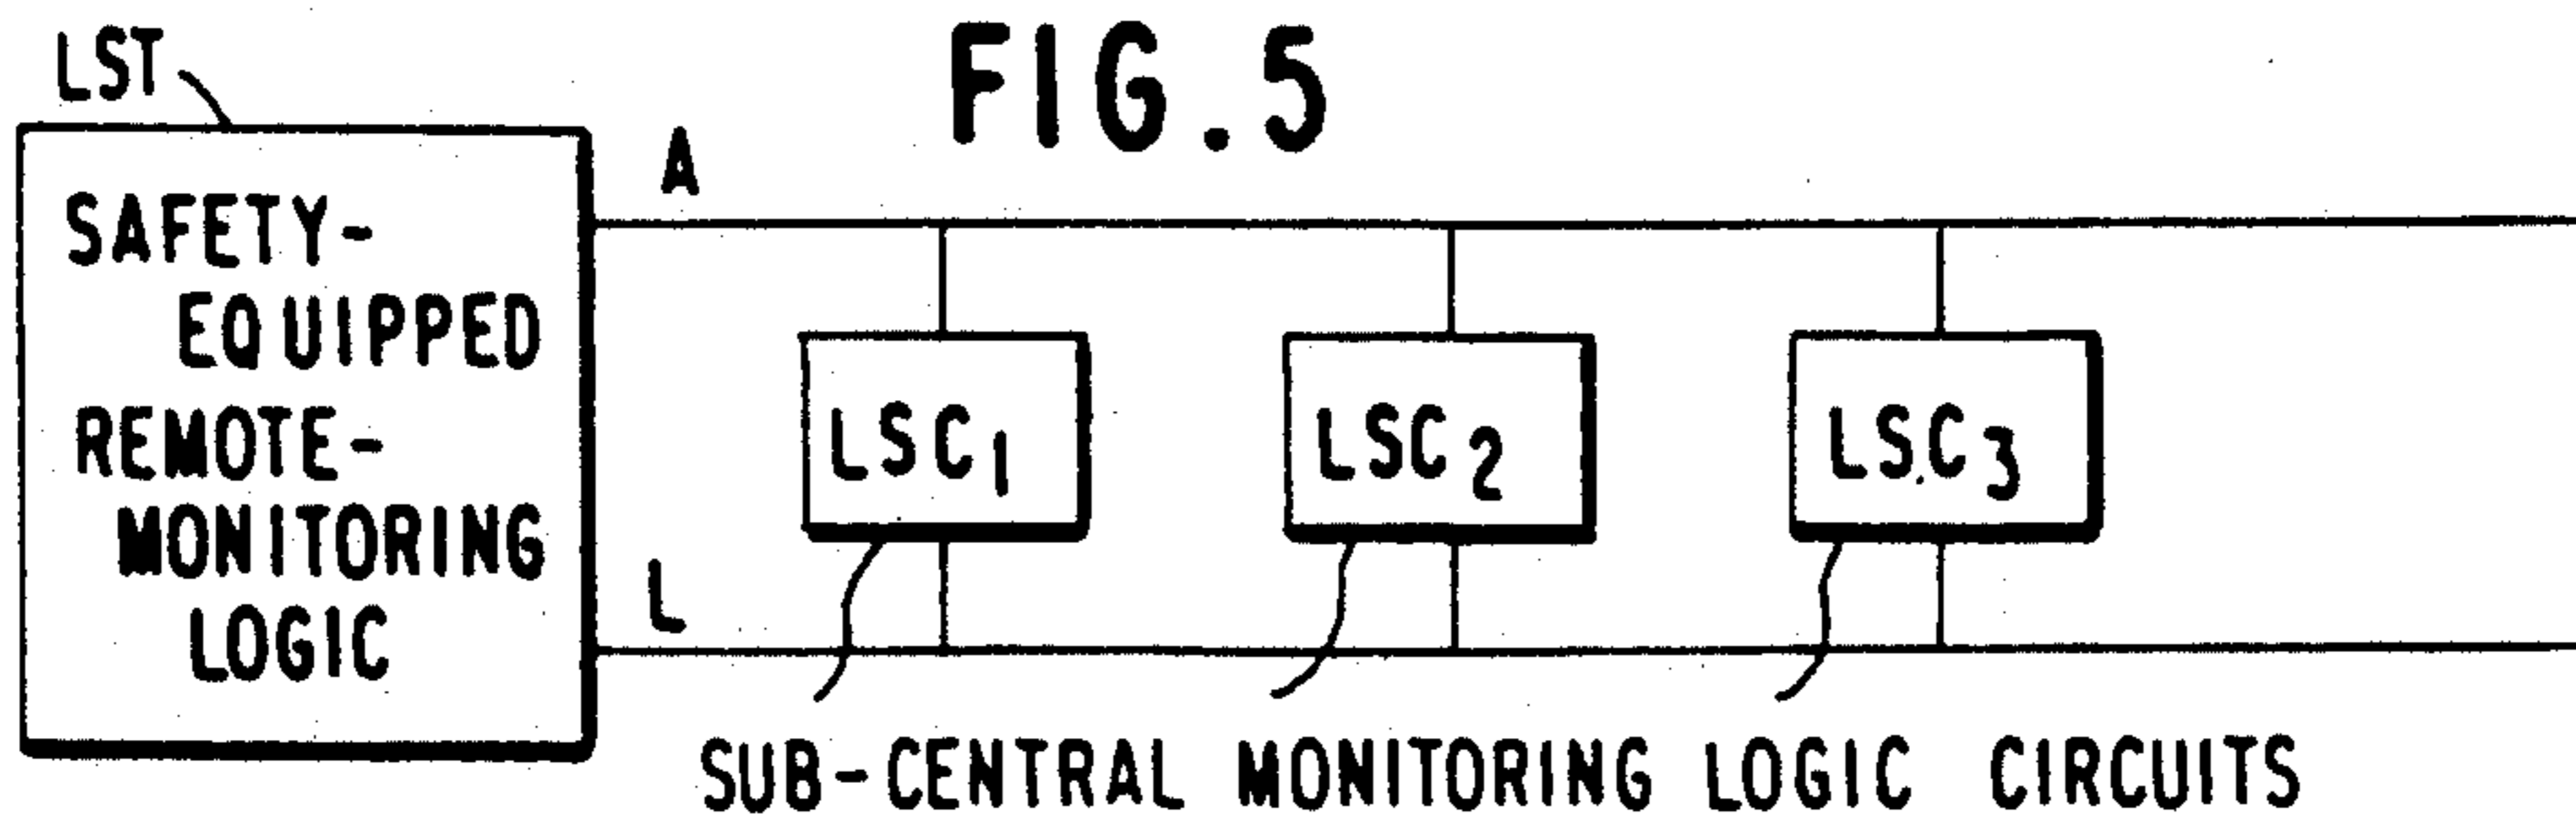 FIG.5
LST
A
SAFETY-
EQUIPPED
REMOTE-
MONITORING
LOGIC
LSC1
LSC2
LSC3
L
SUB-CENTRAL MONITORING LOGIC CIRCUITS